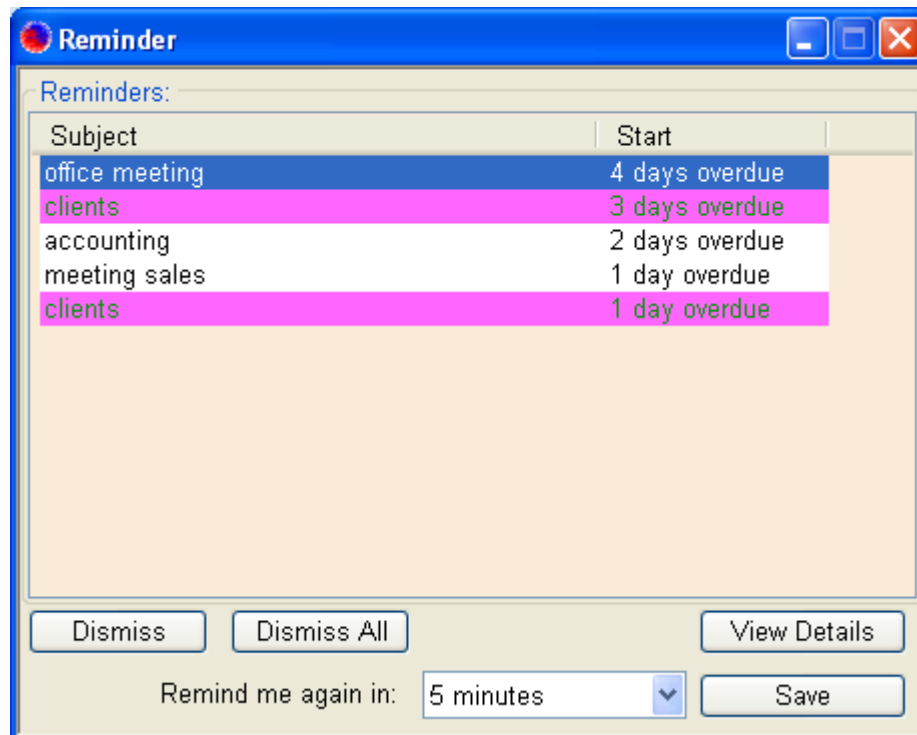 Reminder
Reminders:
Subject Start
office meeting 4 days overdue
clients 3 days overdue
accounting 2 days overdue
meeting sales 1 day overdue
clients 1 day overdue
Dismiss Dismiss All View Details
Remind me again in: 5 minutes Save